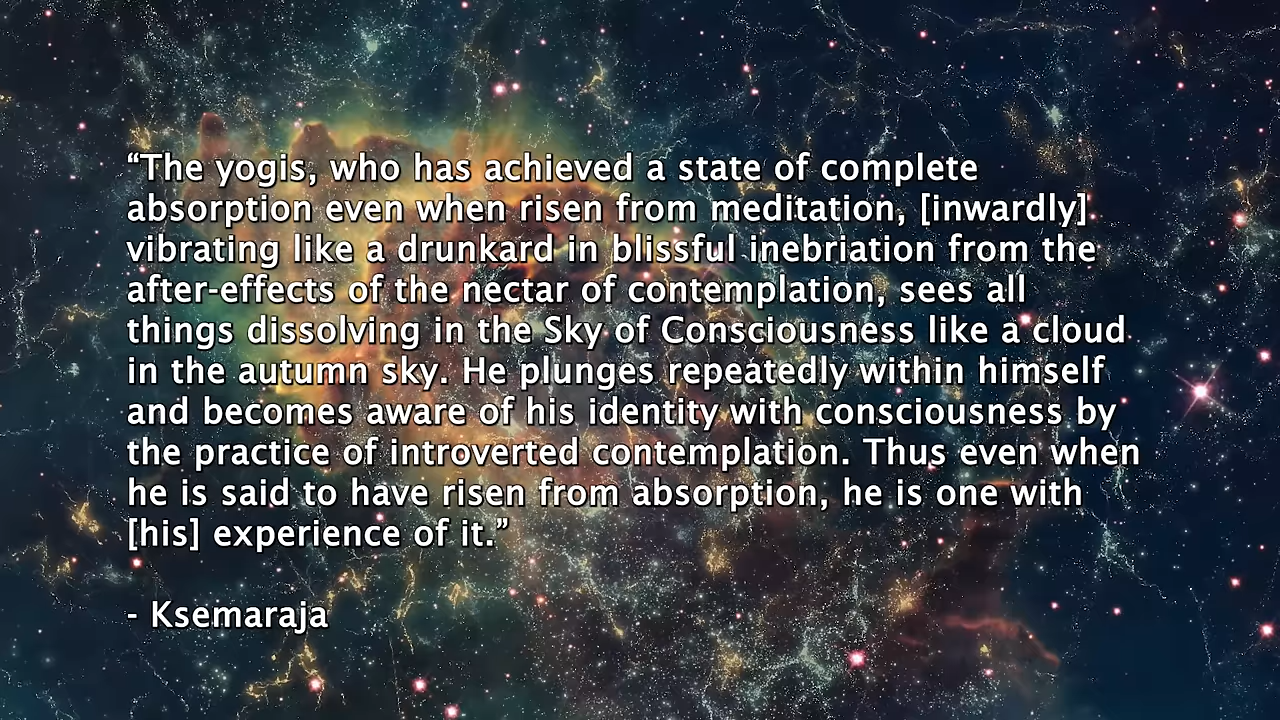 “The yogis, who has achieved a state of complete
absorption even when risen from meditation, [inwardly]
vibrating like a drunkard in blissful inebriation from the
after-effects of the nectar of contemplation, sees all
things dissolving in the Sky of Consciousness like a cloud
in the autumn sky. He plunges repeatedly within himself
and becomes aware of his identity with consciousness by
the practice of introverted contemplation. Thus even when
he is said to have risen from absorption, he is one with
[his] experience of it.”
- Ksemaraja